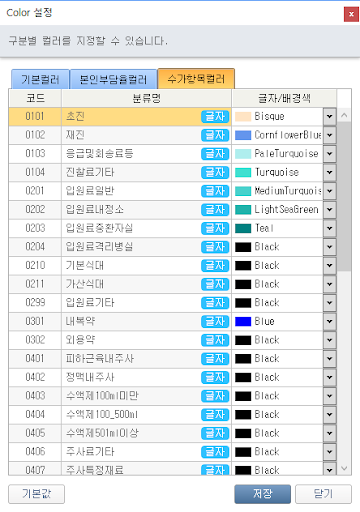 Color 설정
구분별 컬러를 지정할 수 있습니다.
기본컬러 본인부담율컬러 수가항목컬러
코드 분류명 글자/배경색
0101 초진 글자 Bisque
0102 재진 글자 CornflowerBlue
0103 응급및회송료등 글자 PaleTurquoise
0104 진찰료기타 글자 Turquoise
0201 입원료일반 글자 MediumTurquois
0202 입원료내정소 글자 LightSeaGreen
0203 입원료중환자실 글자 Teal
0204 입원료격리병실 글자 Black
0210 기본식대 글자 Black
0211 가산식대 글자 Black
0299 입원료기타 글자 Black
0301 내복약 글자 Blue
0302 외용약 글자 Black
0401 피하근육내주사 글자 Black
0402 정맥내주사 글자 Black
0403 수액제100ml미만 글자 Black
0404 수액제100_500ml 글자 Black
0405 수액제501ml이상 글자 Black
0406 주사료기타 글자 Black
0407 주사특정재료 글자 Black
기본값 저장 닫기